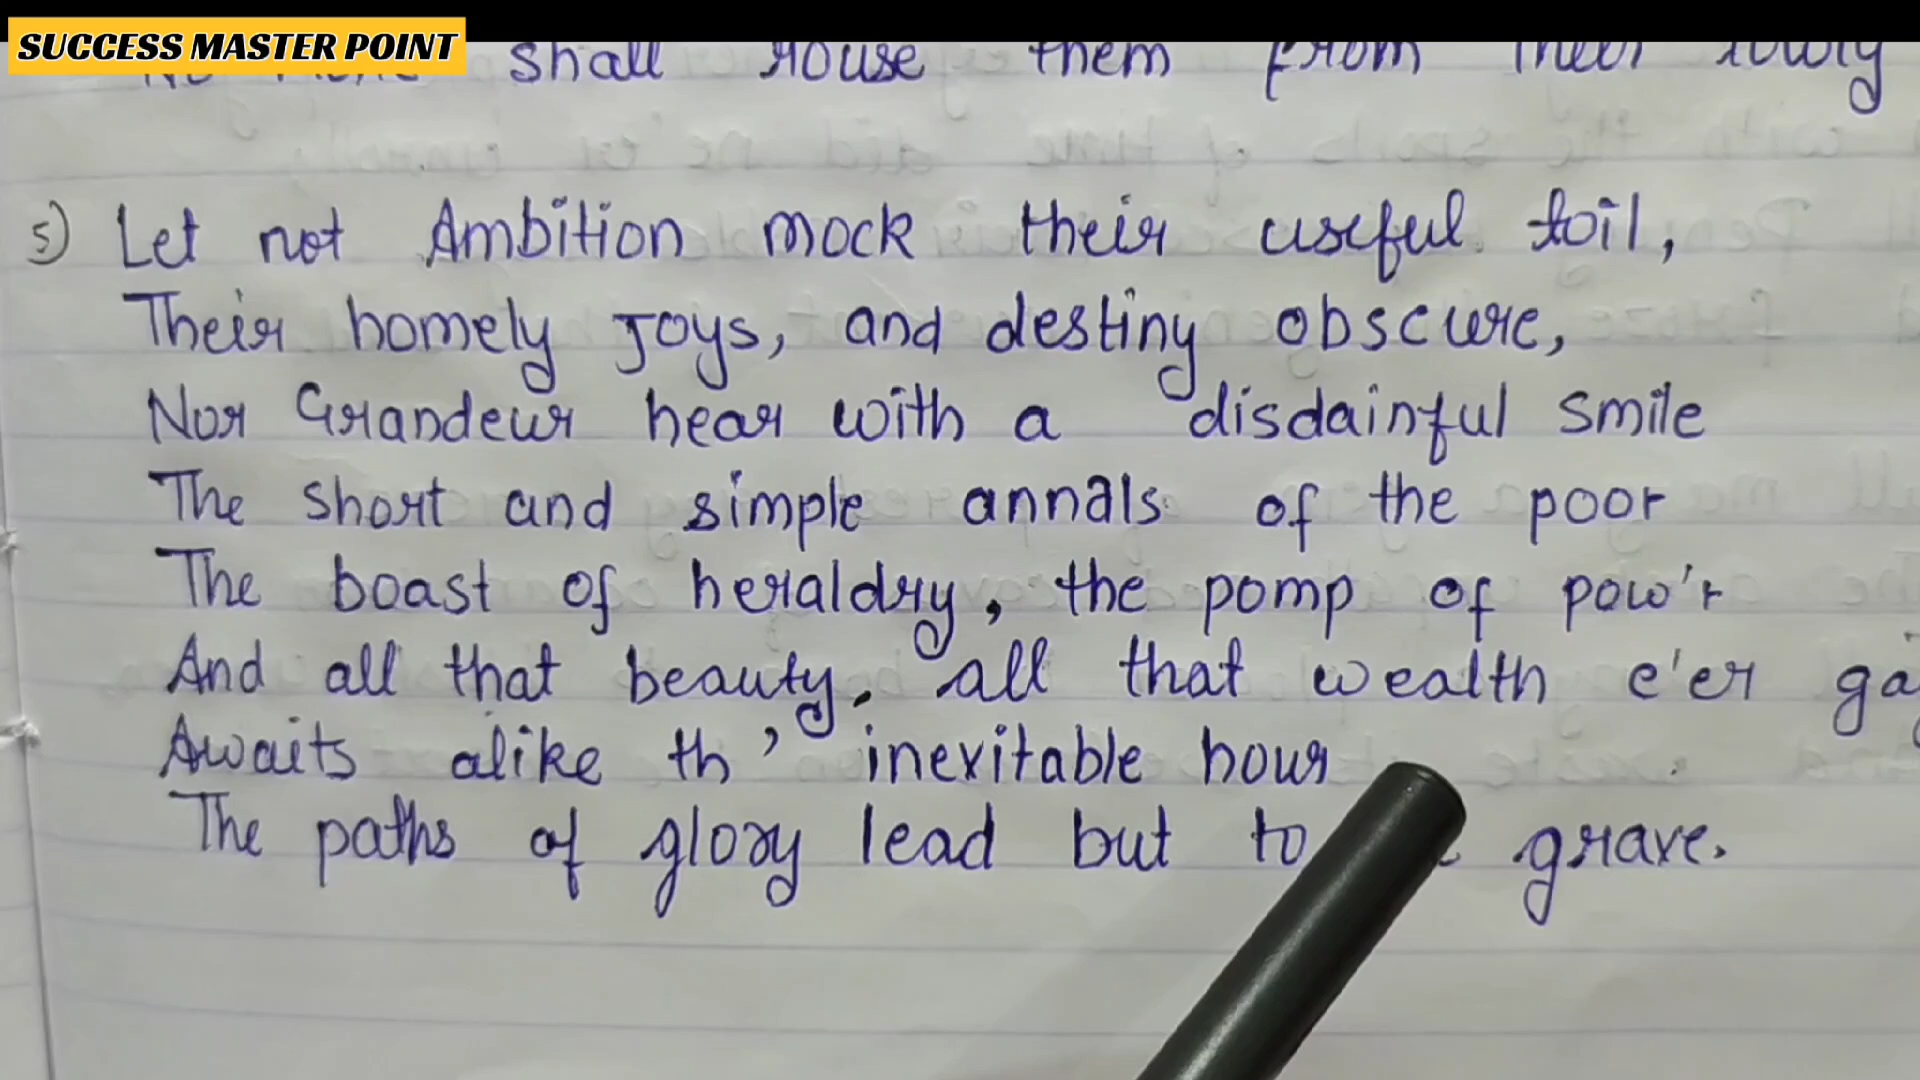 SUCCESS MASTER POINT
shall rouse them from their lowly
5) Let not Ambition mock their useful toil,
Their homely Joys, and destiny obscure,
Nor Grandeur hear with a disdainful smile
The short and simple annals of the poor
The boast of heraldry, the pomp of pow'r
And all that beauty, all that wealth e'er
Awaits alike th' inevitable hour
The paths of glory lead but to grave.